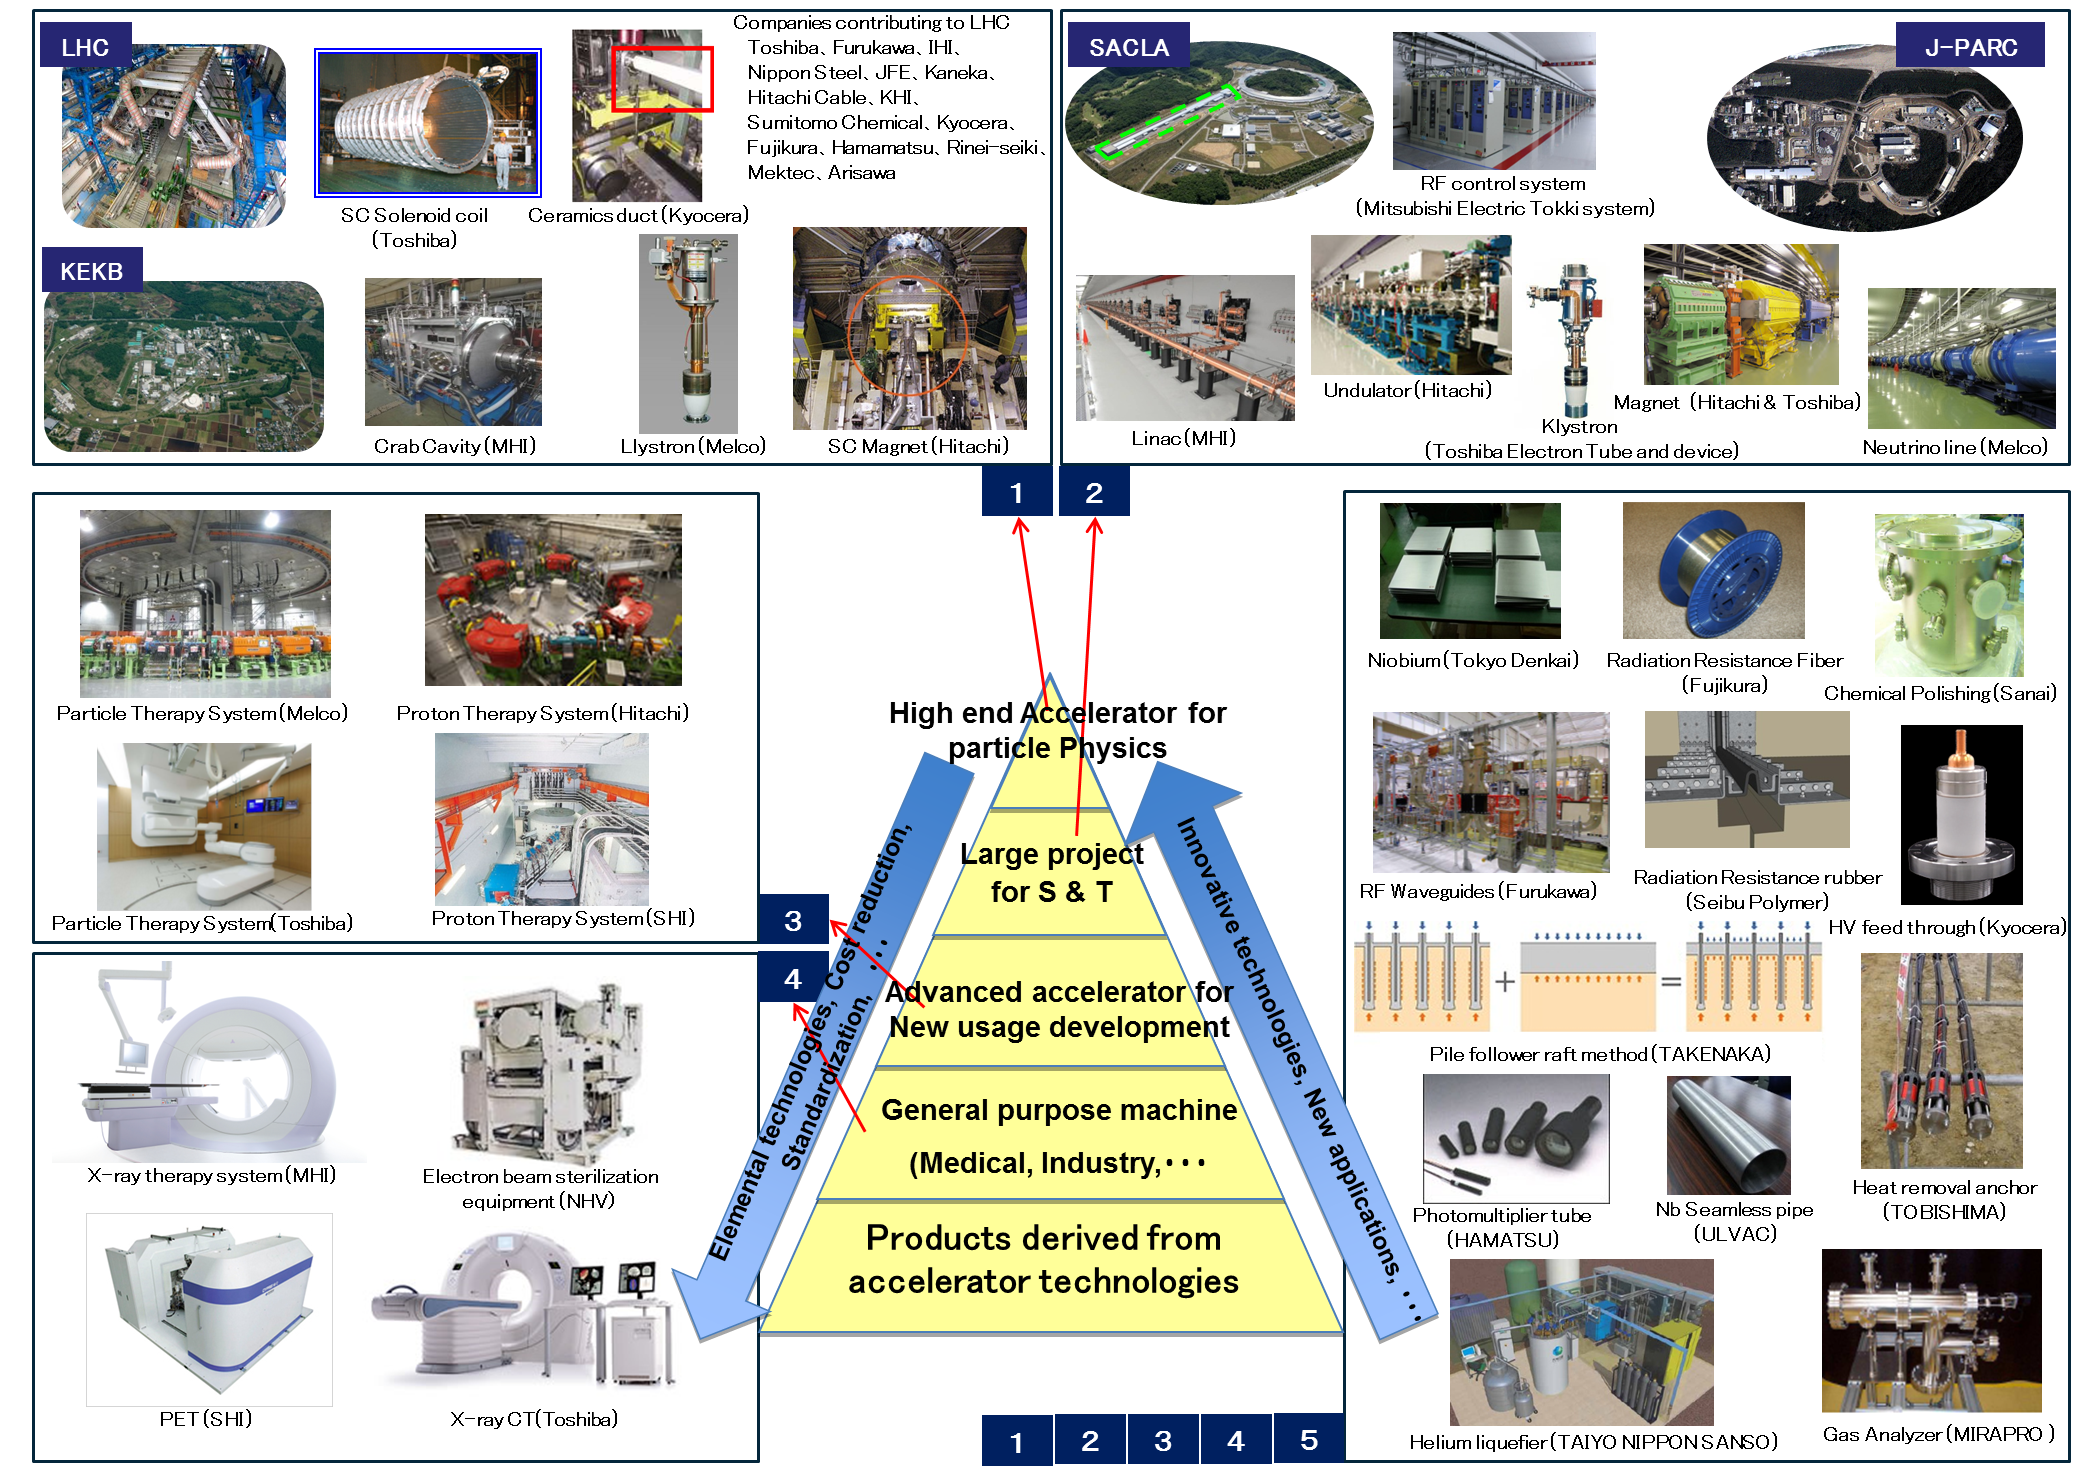 LHC
Companies contributing to LHC
Toshiba、Furukawa、IHI、
Nippon Steel、JFE、Kaneka、
Hitachi Cable、KHI、
Sumitomo Chemical、Kyocera、
Fujikura、Hamamatsu、Rinei-seiki、
Mektec、Arisawa
SC Solenoid coil
(Toshiba)
Ceramics duct (Kyocera)
KEKB
Crab Cavity (MHI)
Llystron (Melco)
SC Magnet (Hitachi)
SACLA
J-PARC
RF control system
(Mitsubishi Electric Tokki system)
Linac (MHI)
Undulator (Hitachi)
Klystron
(Toshiba Electron Tube and device)
Magnet (Hitachi & Toshiba)
Neutrino line (Melco)
1
2
Particle Therapy System (Melco)
Proton Therapy System (Hitachi)
Particle Therapy System(Toshiba)
Proton Therapy System (SHI)
3
4
X-ray therapy system (MHI)
Electron beam sterilization
equipment (NHV)
PET (SHI)
X-ray CT(Toshiba)
High end Accelerator for
particle Physics
Large project
for S & T
Advanced accelerator for
New usage development
General purpose machine
(Medical, Industry,・・・
Products derived from
accelerator technologies
Elemental technologies, Cost reduction,
Standardization, ・・・
Innovative technologies, New applications, ・・・
Niobium (Tokyo Denkai)
Radiation Resistance Fiber
(Fujikura)
Chemical Polishing (Sanai)
RF Waveguides (Furukawa)
Radiation Resistance rubber
(Seibu Polymer)
HV feed through (Kyocera)
+
=
Pile follower raft method (TAKENAKA)
Photomultiplier tube
(HAMATSU)
Nb Seamless pipe
(ULVAC)
Heat removal anchor
(TOBISHIMA)
Helium liquefier (TAIYO NIPPON SANSO)
Gas Analyzer (MIRAPRO )
1
2
3
4
5